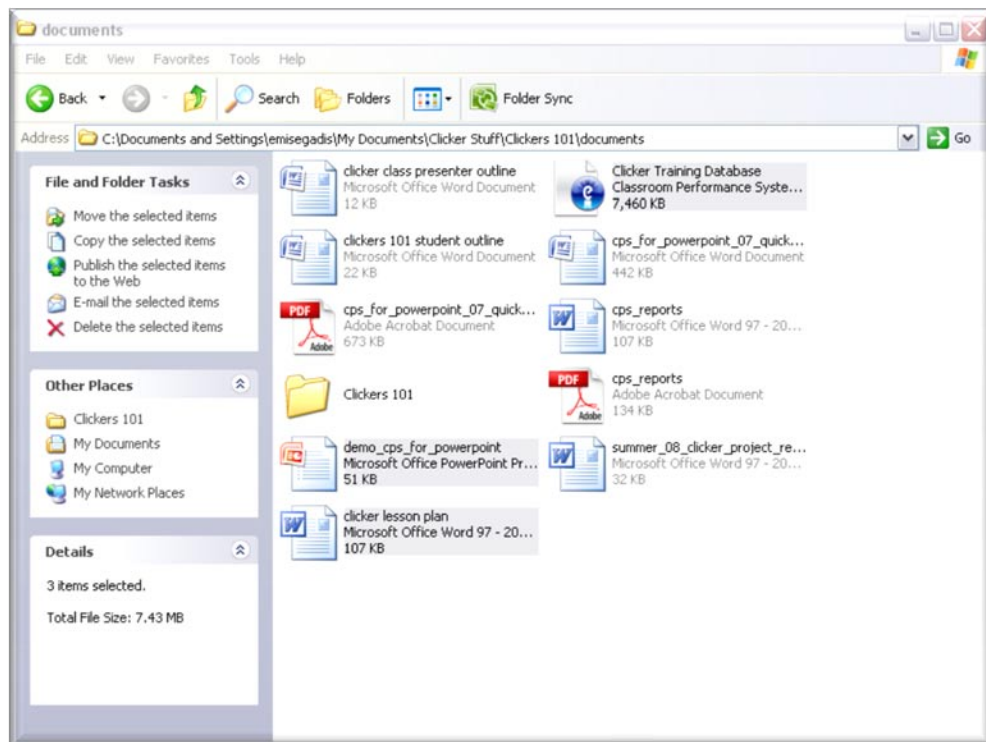 documents
File Edit View Favorites Tools Help
Back Search Folders Folder Sync
Address C:\Documents and Settings\emisegadis\My Documents\Clicker Stuff\Clickers 101\documents Go
File and Folder Tasks
Move the selected items
Copy the selected items
Publish the selected items
to the Web
E-mail the selected items
Delete the selected items
Other Places
Clickers 101
My Documents
My Computer
My Network Places
Details
3 items selected.
Total File Size: 7.43 MB
clicker class presenter outline
Microsoft Office Word Document
12 KB
Clicker Training Database
Classroom Performance Syste...
7,460 KB
clickers 101 student outline
Microsoft Office Word Document
22 KB
cps_for_powerpoint_07_quick...
Microsoft Office Word Document
442 KB
PDF
Adobe
cps_for_powerpoint_07_quick...
Adobe Acrobat Document
673 KB
cps_reports
Microsoft Office Word 97 - 20...
107 KB
Clickers 101
PDF
Adobe
cps_reports
Adobe Acrobat Document
134 KB
demo_cps_for_powerpoint
Microsoft Office PowerPoint Pr...
51 KB
summer_08_clicker_project_re...
Microsoft Office Word 97 - 20...
32 KB
clicker lesson plan
Microsoft Office Word 97 - 20...
107 KB